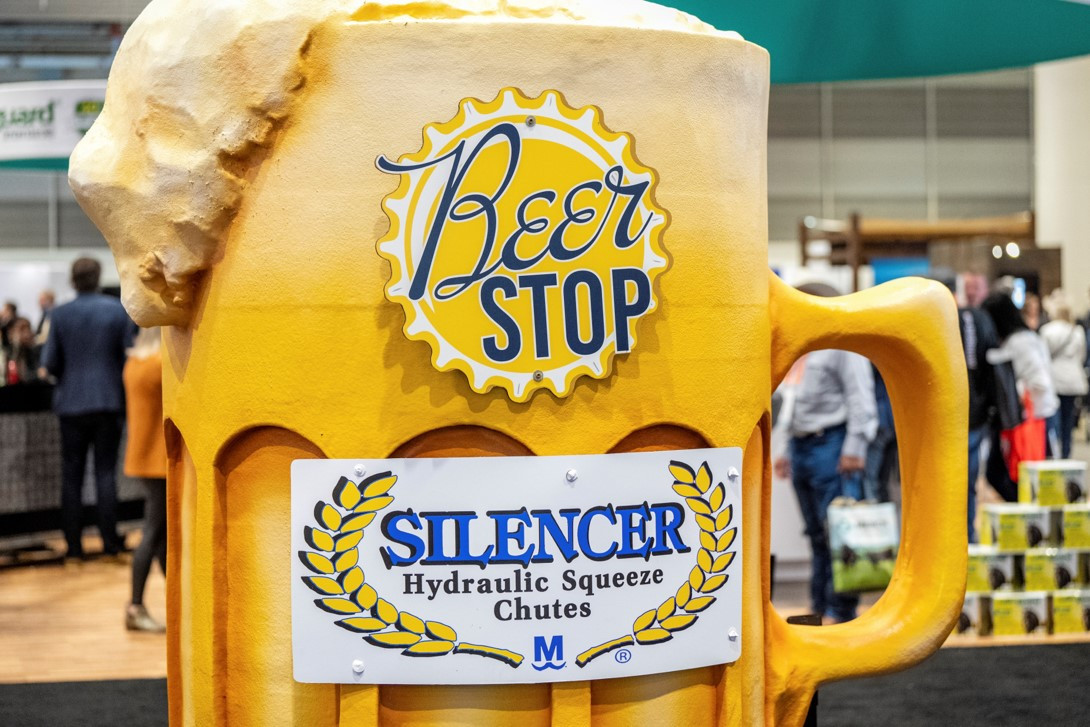 Beer
STOP
SILENCER
Hydraulic Squeeze
Chutes
M
®